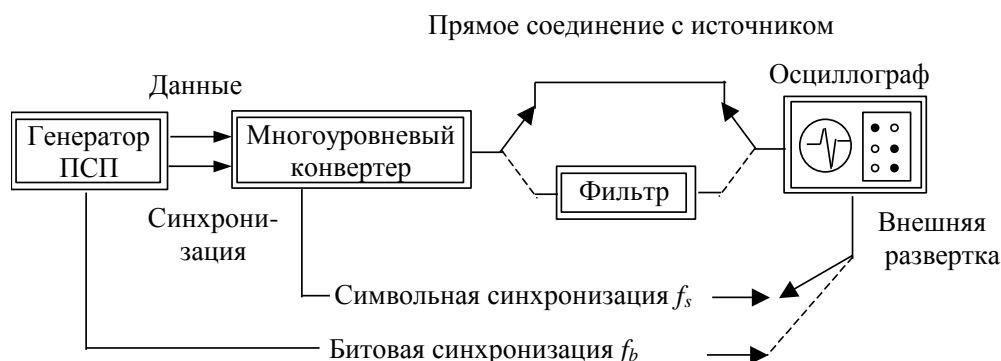 Прямое соединение с источником
Данные
Осциллограф
Генератор
ПСП
Многоуровневый
конвертер
Фильтр
Синхрони-
зация
Внешняя
развертка
Символьная синхронизация fs
Битовая синхронизация fb